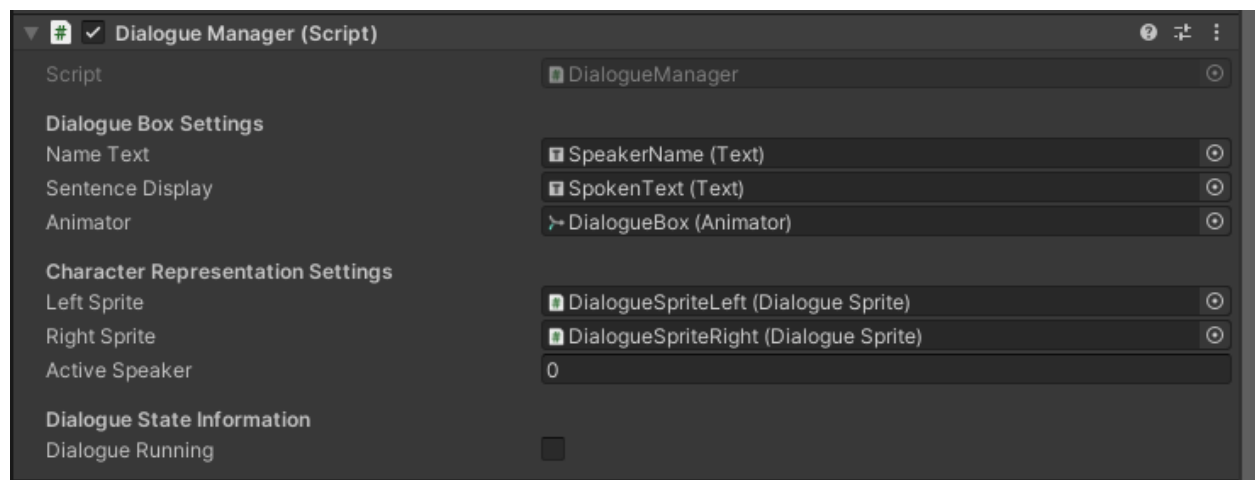 Dialogue Manager (Script)
Script DialogueManager
Dialogue Box Settings
Name Text SpeakerName (Text)
Sentence Display SpokenText (Text)
Animator DialogueBox (Animator)
Character Representation Settings
Left Sprite DialogueSpriteLeft (Dialogue Sprite)
Right Sprite DialogueSpriteRight (Dialogue Sprite)
Active Speaker 0
Dialogue State Information
Dialogue Running